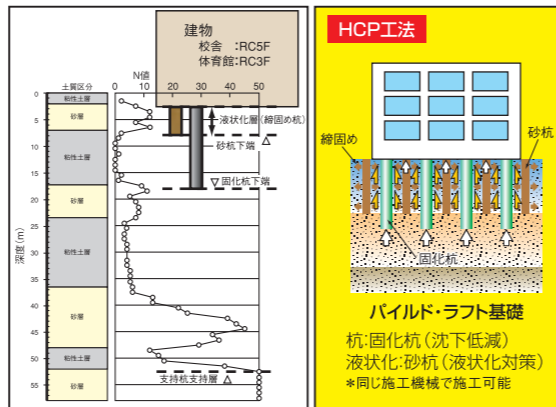 建物
校舎 :RC5F
体育館:RC3F
土質区分
N値
0 10 20 30 40 50
深度(m)
0
5
10
15
20
25
30
35
40
45
50
55
粘性土層
砂層
粘性土層
砂層
粘性土層
砂層
粘性土層
砂層
液状化層(締固め杭)
砂杭下端
固化杭下端
支持杭支持層
HCP工法
締固め
砂杭
固化杭
パイルド・ラフト基礎
杭:固化杭(沈下低減)
液状化:砂杭(液状化対策)
*同じ施工機械で施工可能